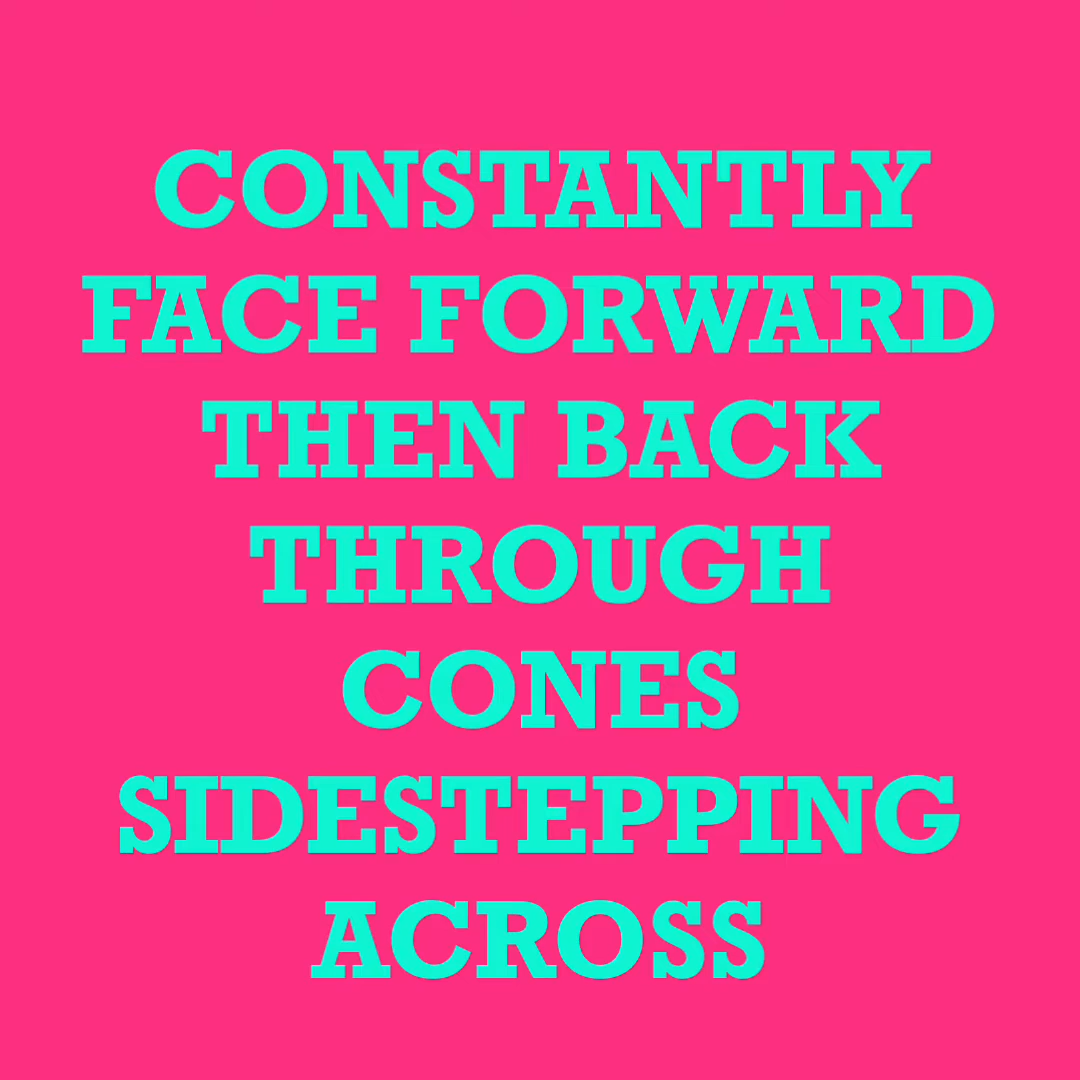 CONSTANTLY
FACE FORWARD
THEN BACK
THROUGH
CONES
SIDESTEPPING
ACROSS